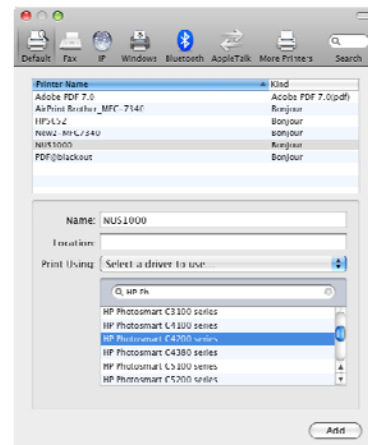 Default Fax IP Windows Bluetooth AppleTalk More Printers Search
Printer Name Kind
Adobe PDF 7.0 Adobe PDF 7.0(pdf)
AirPrint Brother_MFC-7340 Bonjour
Bonjour
New2-MFC7340 Bonjour
NUS1000 Bonjour
PDF@blackout Bonjour
Name: NUS1000
Location:
Print Using: Select a driver to use...
HP Ph
HP Photosmart C3100 series
HP Photosmart C4100 series
HP Photosmart C4200 series
HP Photosmart C4380 series
HP Photosmart C5100 series
HP Photosmart C5200 series
Add